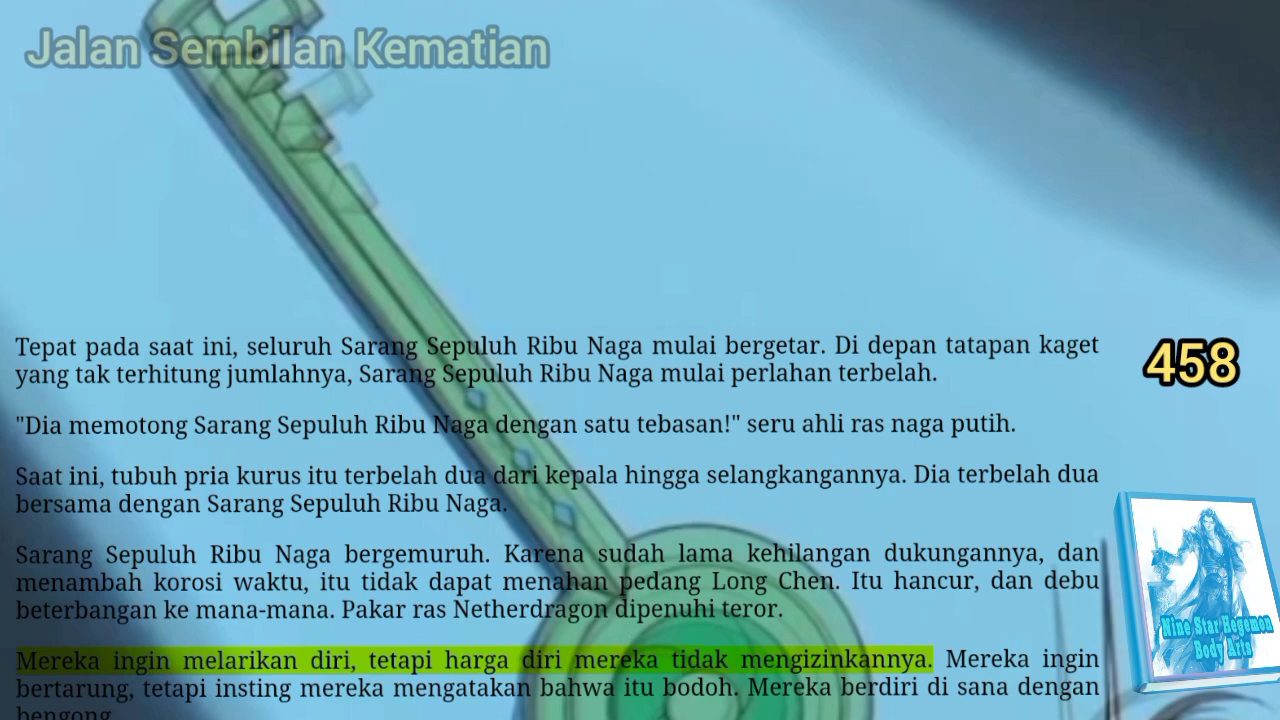 Jalan Sembilan Kematian
Tepat pada saat ini, seluruh Sarang Sepuluh Ribu Naga mulai bergetar. Di depan tatapan kaget
yang tak terhitung jumlahnya, Sarang Sepuluh Ribu Naga mulai perlahan terbelah.
458
"Dia memotong Sarang Sepuluh Ribu Naga dengan satu tebasan!" seru ahli ras naga putih.
Saat ini, tubuh pria kurus itu terbelah dua dari kepala hingga selangkangannya. Dia terbelah dua
bersama dengan Sarang Sepuluh Ribu Naga.
Sarang Sepuluh Ribu Naga bergemuruh. Karena sudah lama kehilangan dukungannya, dan
menambah korosi waktu, itu tidak dapat menahan pedang Long Chen. Itu hancur, dan debu
beterbangan ke mana-mana. Pakar ras Netherdragon dipenuhi teror.
Mereka ingin melarikan diri, tetapi harga diri mereka tidak mengizinkannya. Mereka ingin
bertarung, tetapi insting mereka mengatakan bahwa itu bodoh. Mereka berdiri di sana dengan
bengong.
Nine Star Hegemon
Body Arts